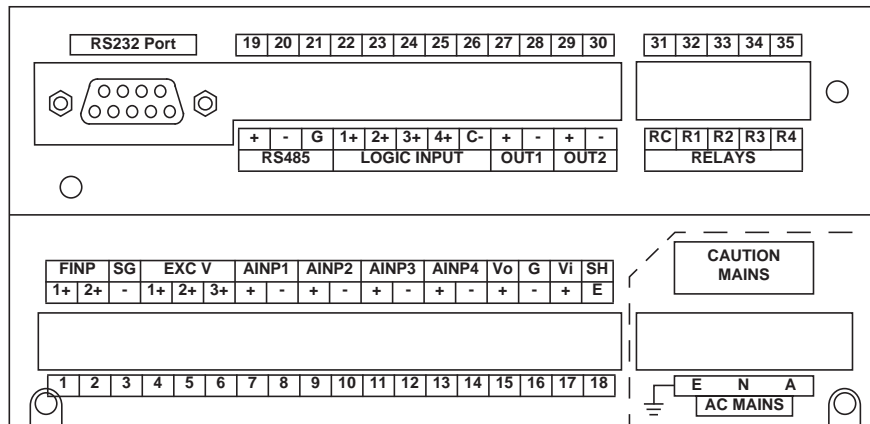 RS232 Port 19 20 21 22 23 24 25 26 27 28 29 30 31 32 33 34 35
+ - G 1+ 2+ 3+ 4+ C- + - + - RC R1 R2 R3 R4
RS485 LOGIC INPUT OUT1 OUT2 RELAYS
CAUTION
MAINS
FINP SG EXC V AINP1 AINP2 AINP3 AINP4 Vo G Vi SH
1+ 2+ - 1+ 2+ 3+ + - + - + - + - + - + E
1 2 3 4 5 6 7 8 9 10 11 12 13 14 15 16 17 18 E N A
AC MAINS